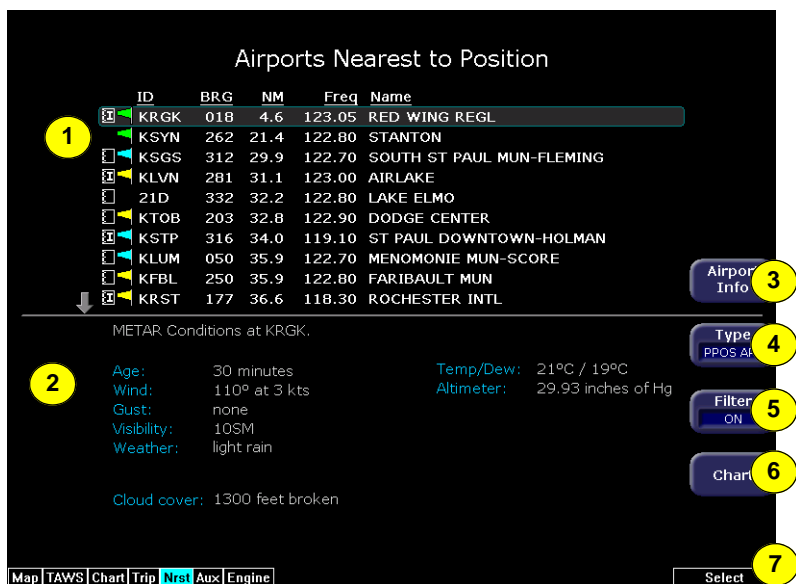 Airports Nearest to Position
ID BRG NM Freq Name
I KRGK 018 4.6 123.05 RED WING REGL
1
KSYN 262 21.4 122.80 STANTON
KSGS 312 29.9 122.70 SOUTH ST PAUL MUN-FLEMING
I KLVN 281 31.1 123.00 AIRLAKE
21D 332 32.2 122.80 LAKE ELMO
KTOB 203 32.8 122.90 DODGE CENTER
I KSTP 316 34.0 119.10 ST PAUL DOWNTOWN-HOLMAN
KLUM 050 35.9 122.70 MENOMONIE MUN-SCORE
KFBL 250 35.9 122.80 FARIBAULT MUN
I KRST 177 36.6 118.30 ROCHESTER INTL
Airport
Info
3
METAR Conditions at KRGK.
Type
PPOS AP
4
2
Age: 30 minutes
Wind: 110º at 3 kts
Gust: none
Visibility: 10SM
Weather: light rain
Temp/Dew: 21ºC / 19ºC
Altimeter: 29.93 inches of Hg
Filter
ON
5
Chart
6
Cloud cover: 1300 feet broken
Map TAWS Chart Trip Nrst Aux Engine
Select
7